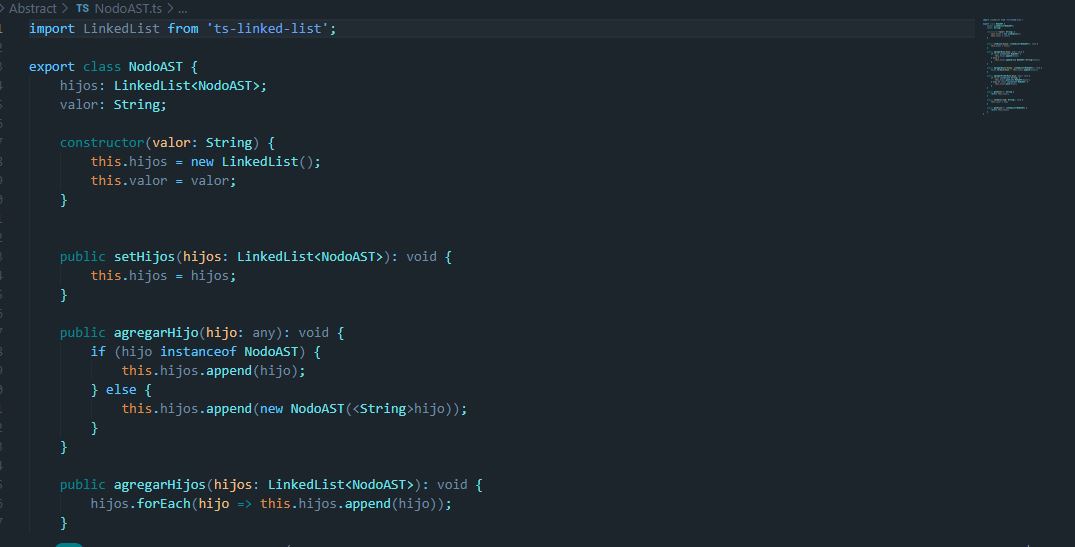 Abstract > TS NodoAST.ts > ...
import LinkedList from 'ts-linked-list';
export class NodoAST {
    hijos: LinkedList<NodoAST>;
    valor: String;
    constructor(valor: String) {
        this.hijos = new LinkedList();
        this.valor = valor;
    }
    public setHijos(hijos: LinkedList<NodoAST>): void {
        this.hijos = hijos;
    }
    public agregarHijo(hijo: any): void {
        if (hijo instanceof NodoAST) {
            this.hijos.append(hijo);
        } else {
            this.hijos.append(new NodoAST(<String>hijo));
        }
    }
    public agregarHijos(hijos: LinkedList<NodoAST>): void {
        hijos.forEach(hijo => this.hijos.append(hijo));
    }